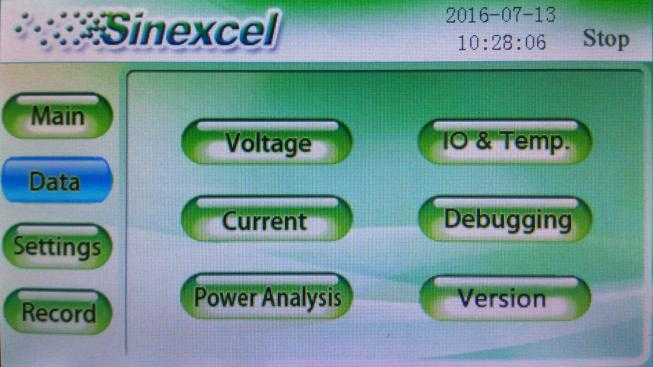 Sinexcel
2016-07-13
10:28:06
Stop
Main
Data
Settings
Record
Voltage
IO & Temp.
Current
Debugging
Power Analysis
Version